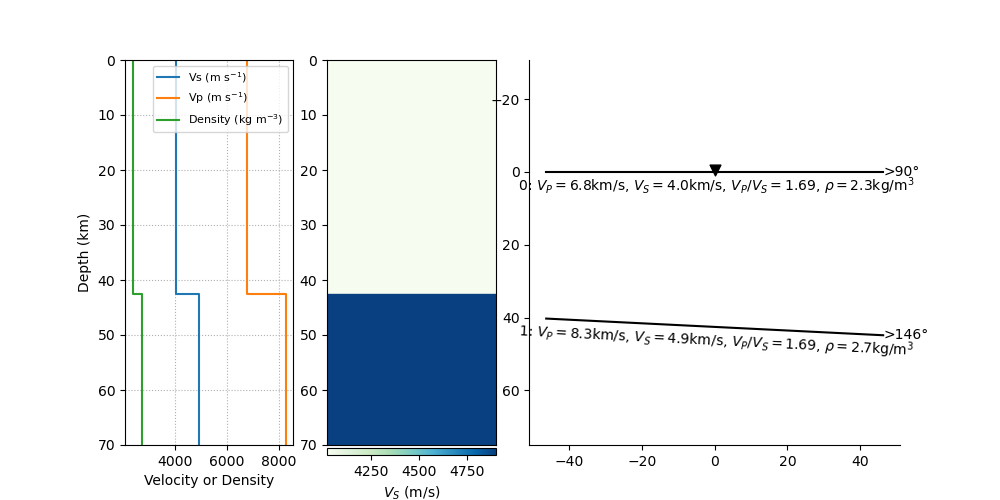 0
10
20
30
40
50
60
70
Depth (km)
Vs (m s⁻¹)
Vp (m s⁻¹)
Density (kg m⁻³)
4000 6000 8000
Velocity or Density
0
10
20
30
40
50
60
70
4250 4500 4750
V_S (m/s)
−20
0
20
40
60
>90°
0: V_P = 6.8km/s, V_S = 4.0km/s, V_P/V_S = 1.69, ρ = 2.3kg/m³
>146°
1: V_P = 8.3km/s, V_S = 4.9km/s, V_P/V_S = 1.69, ρ = 2.7kg/m³
−40 −20 0 20 40